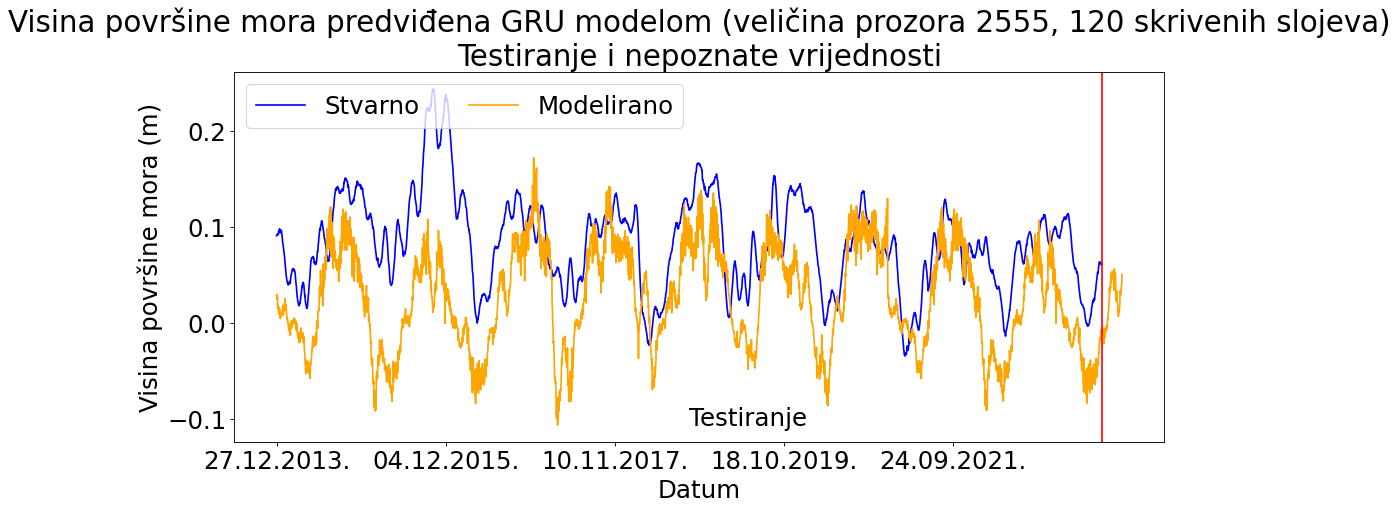 Visina površine mora predviđena GRU modelom (veličina prozora 2555, 120 skrivenih slojeva)
Testiranje i nepoznate vrijednosti
Stvarno Modelirano
Visina površine mora (m)
0.2
0.1
0.0
−0.1
Testiranje
27.12.2013. 04.12.2015. 10.11.2017. 18.10.2019. 24.09.2021.
Datum